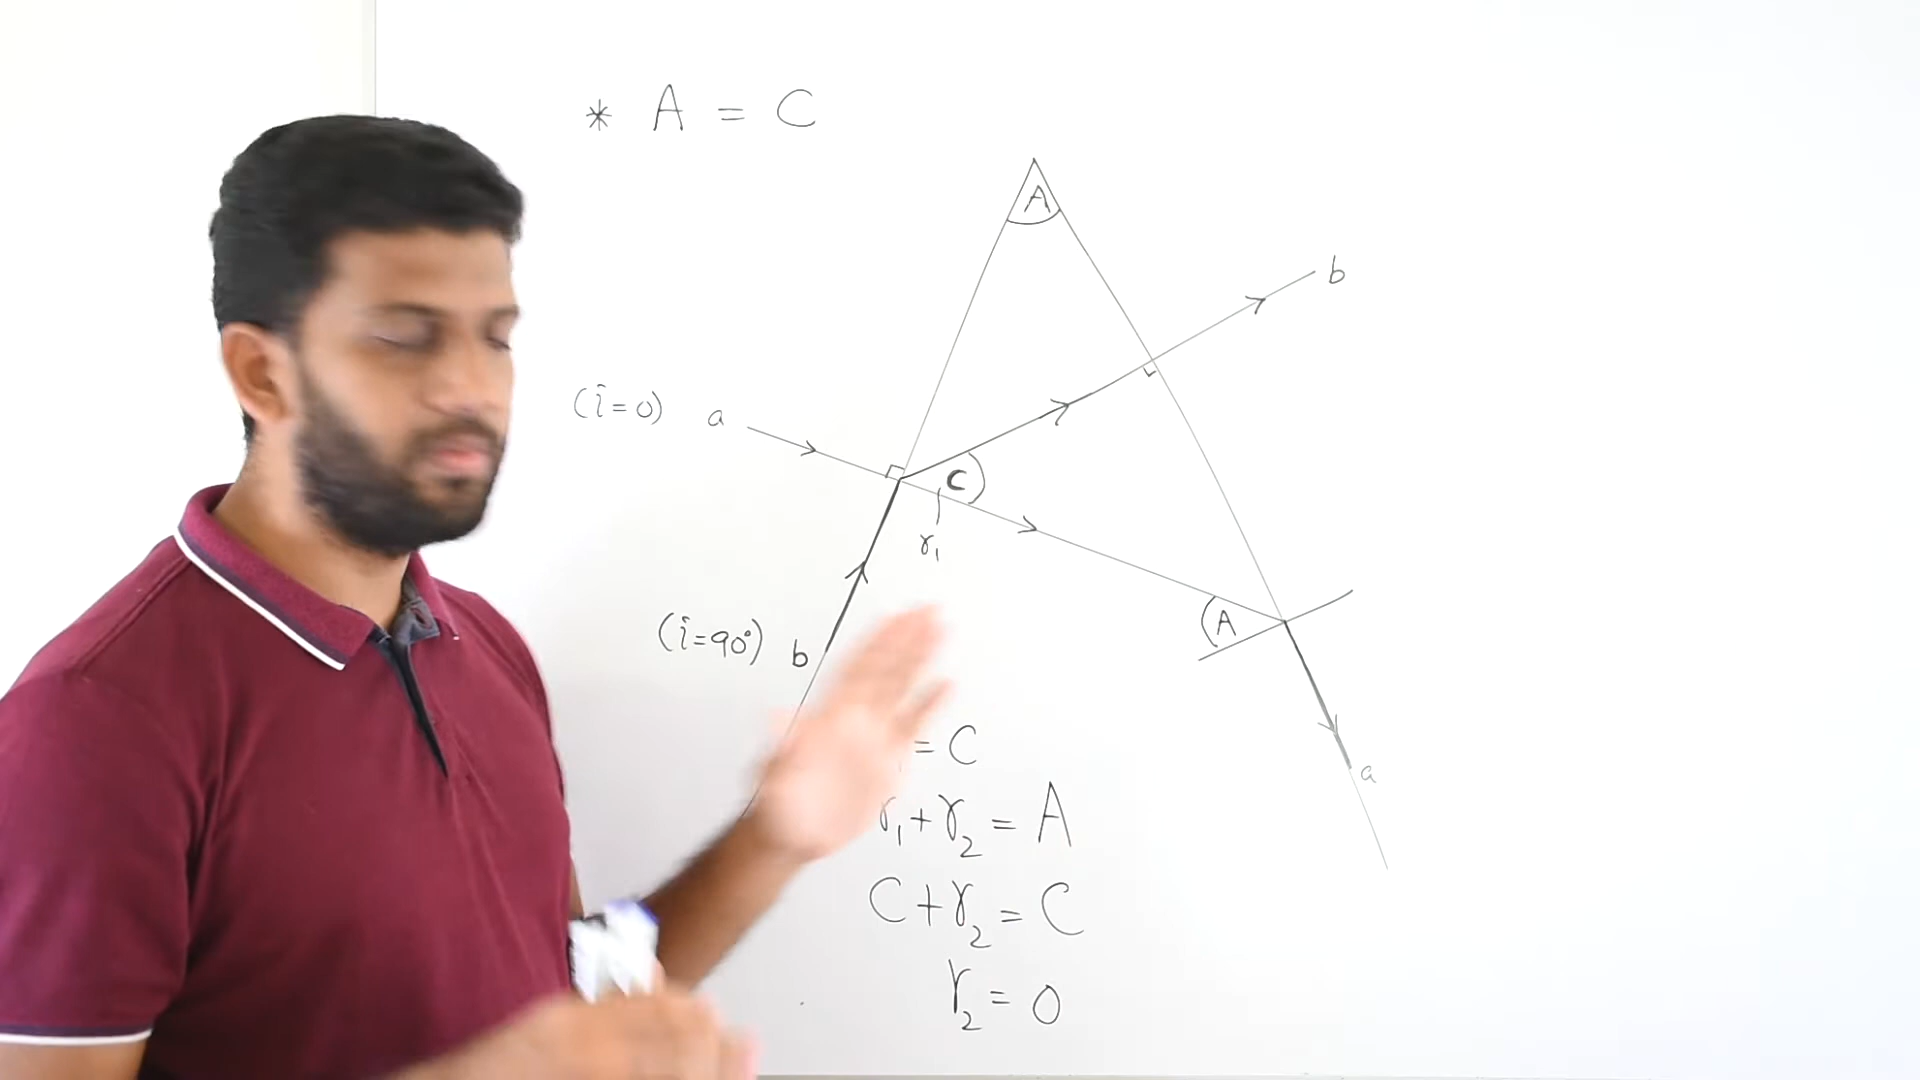 * A = C
A
b
(i=0) a
C
r₁
A
(i=90°) b
a
= C
r₁+r₂ = A
C+r₂ = C
r₂ = 0